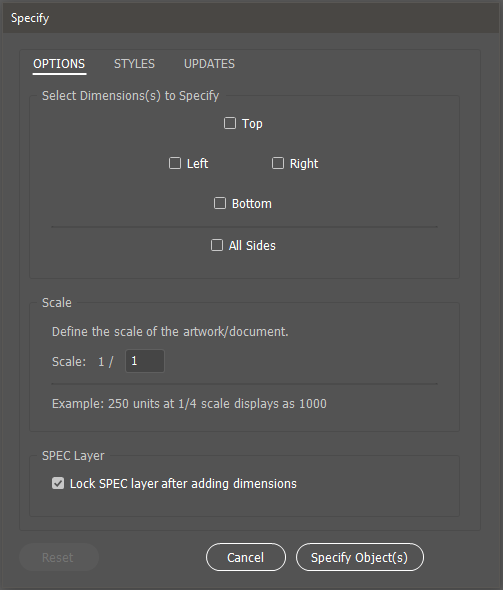 Specify
OPTIONS STYLES UPDATES
Select Dimensions(s) to Specify
Top
Left Right
Bottom
All Sides
Scale
Define the scale of the artwork/document.
Scale: 1 / 1
Example: 250 units at 1/4 scale displays as 1000
SPEC Layer
Lock SPEC layer after adding dimensions
Reset Cancel Specify Object(s)